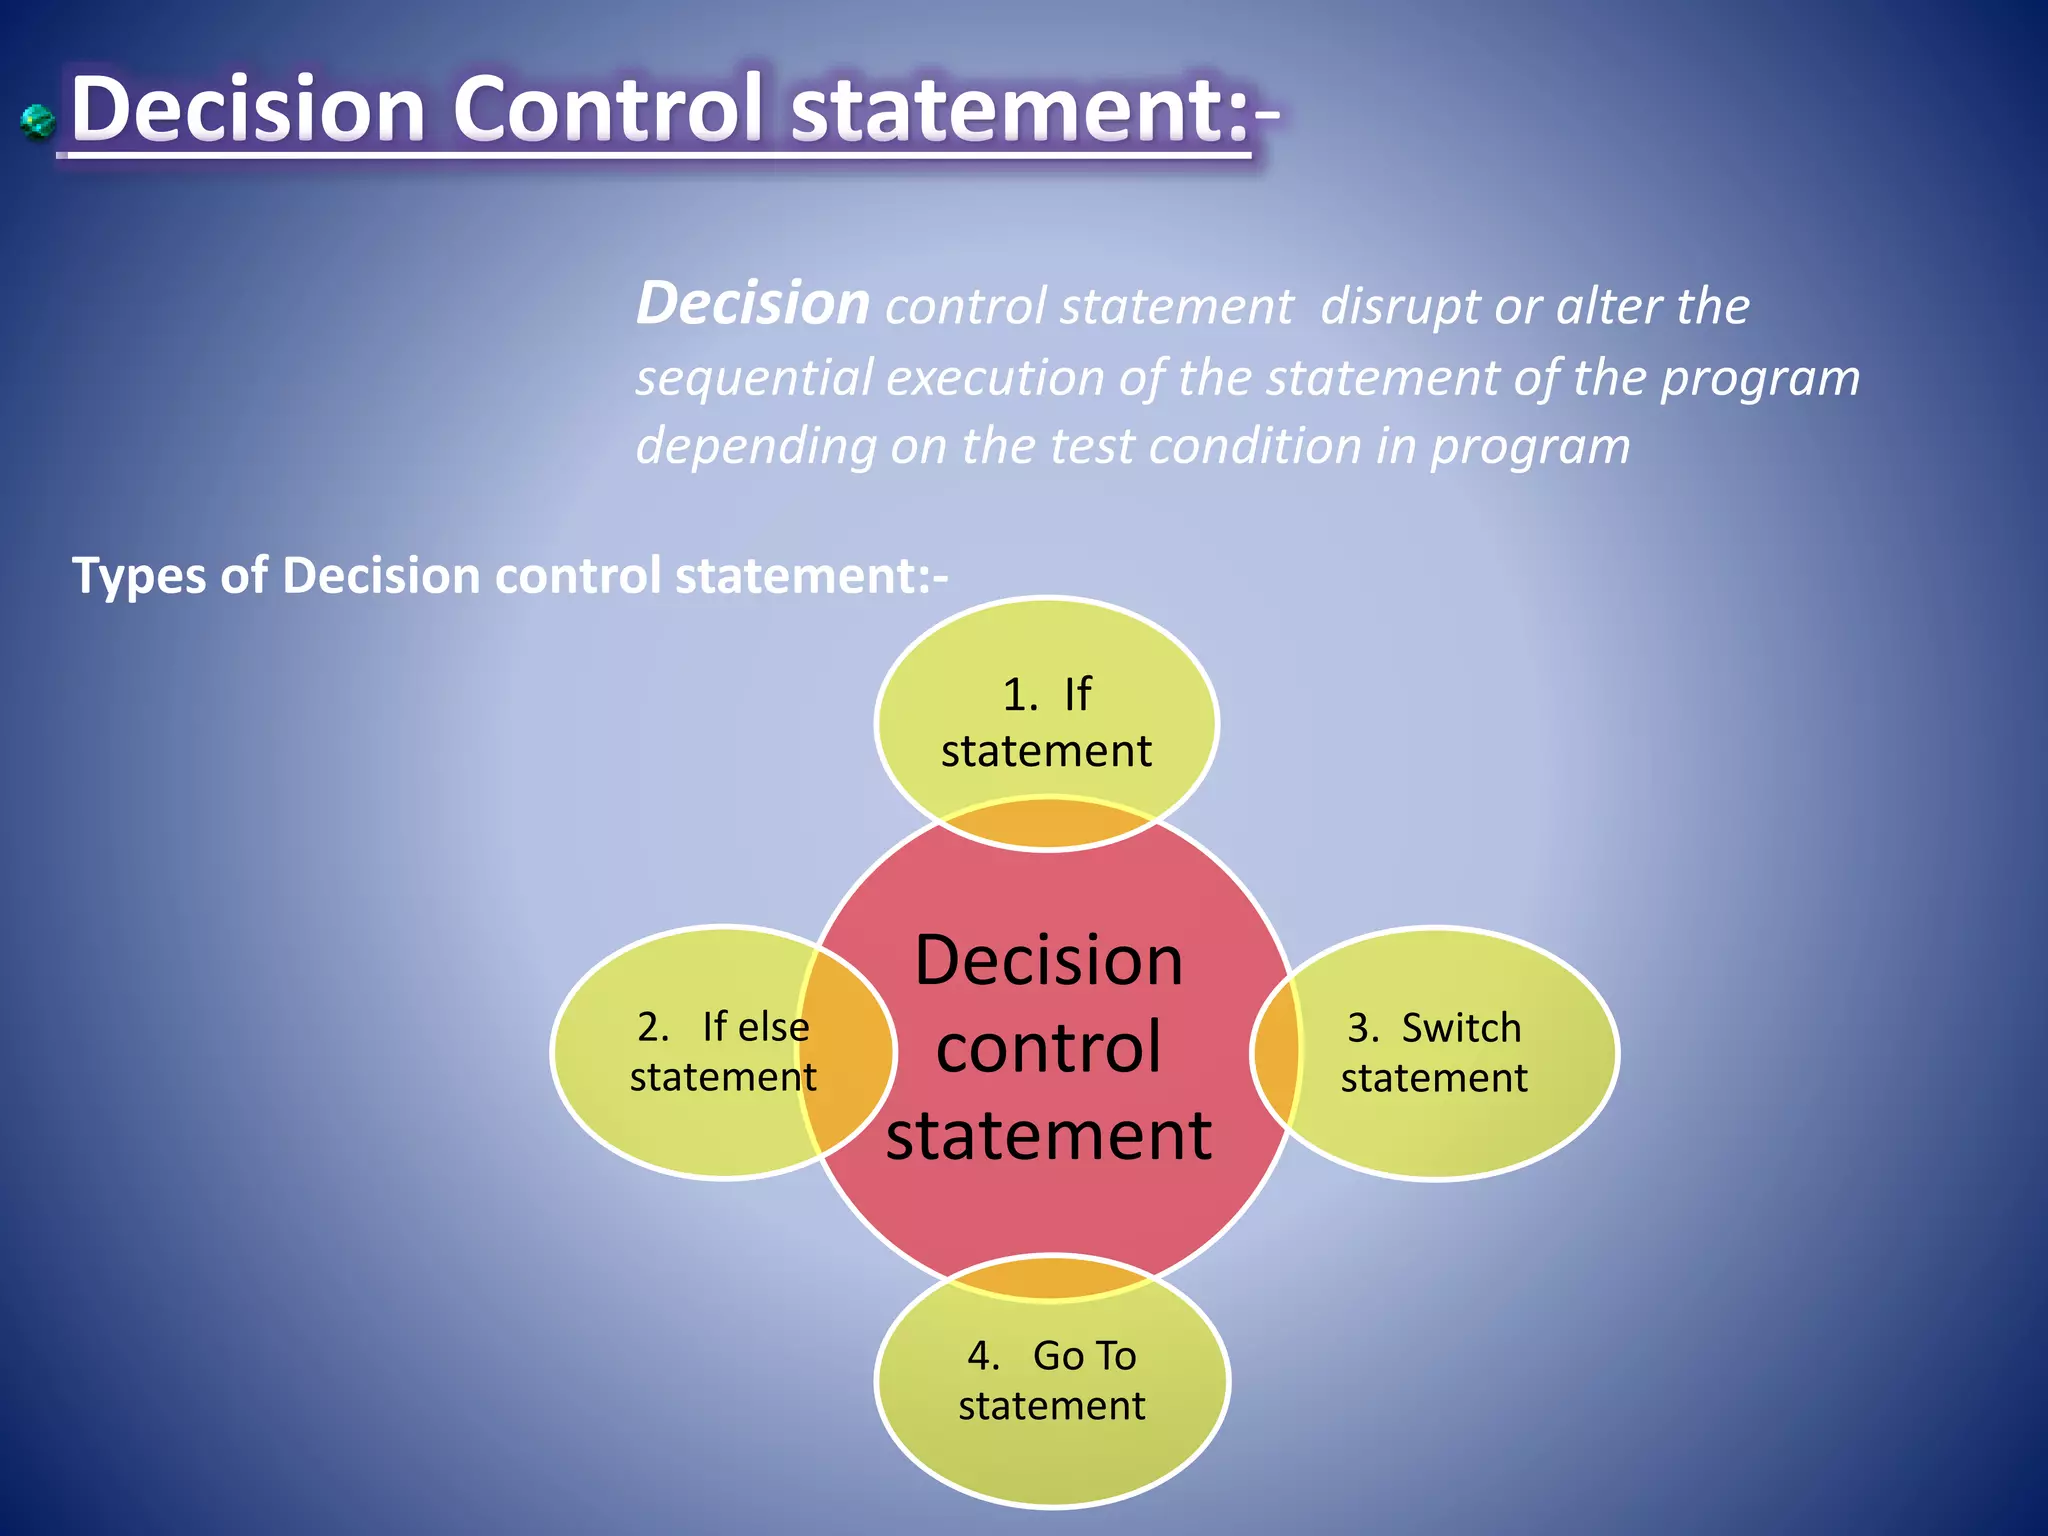 Decision Control statement:-
Decision control statement disrupt or alter the
sequential execution of the statement of the program
depending on the test condition in program
Types of Decision control statement:-
1. If
statement
2. If else
statement
Decision
control
statement
3. Switch
statement
4. Go To
statement